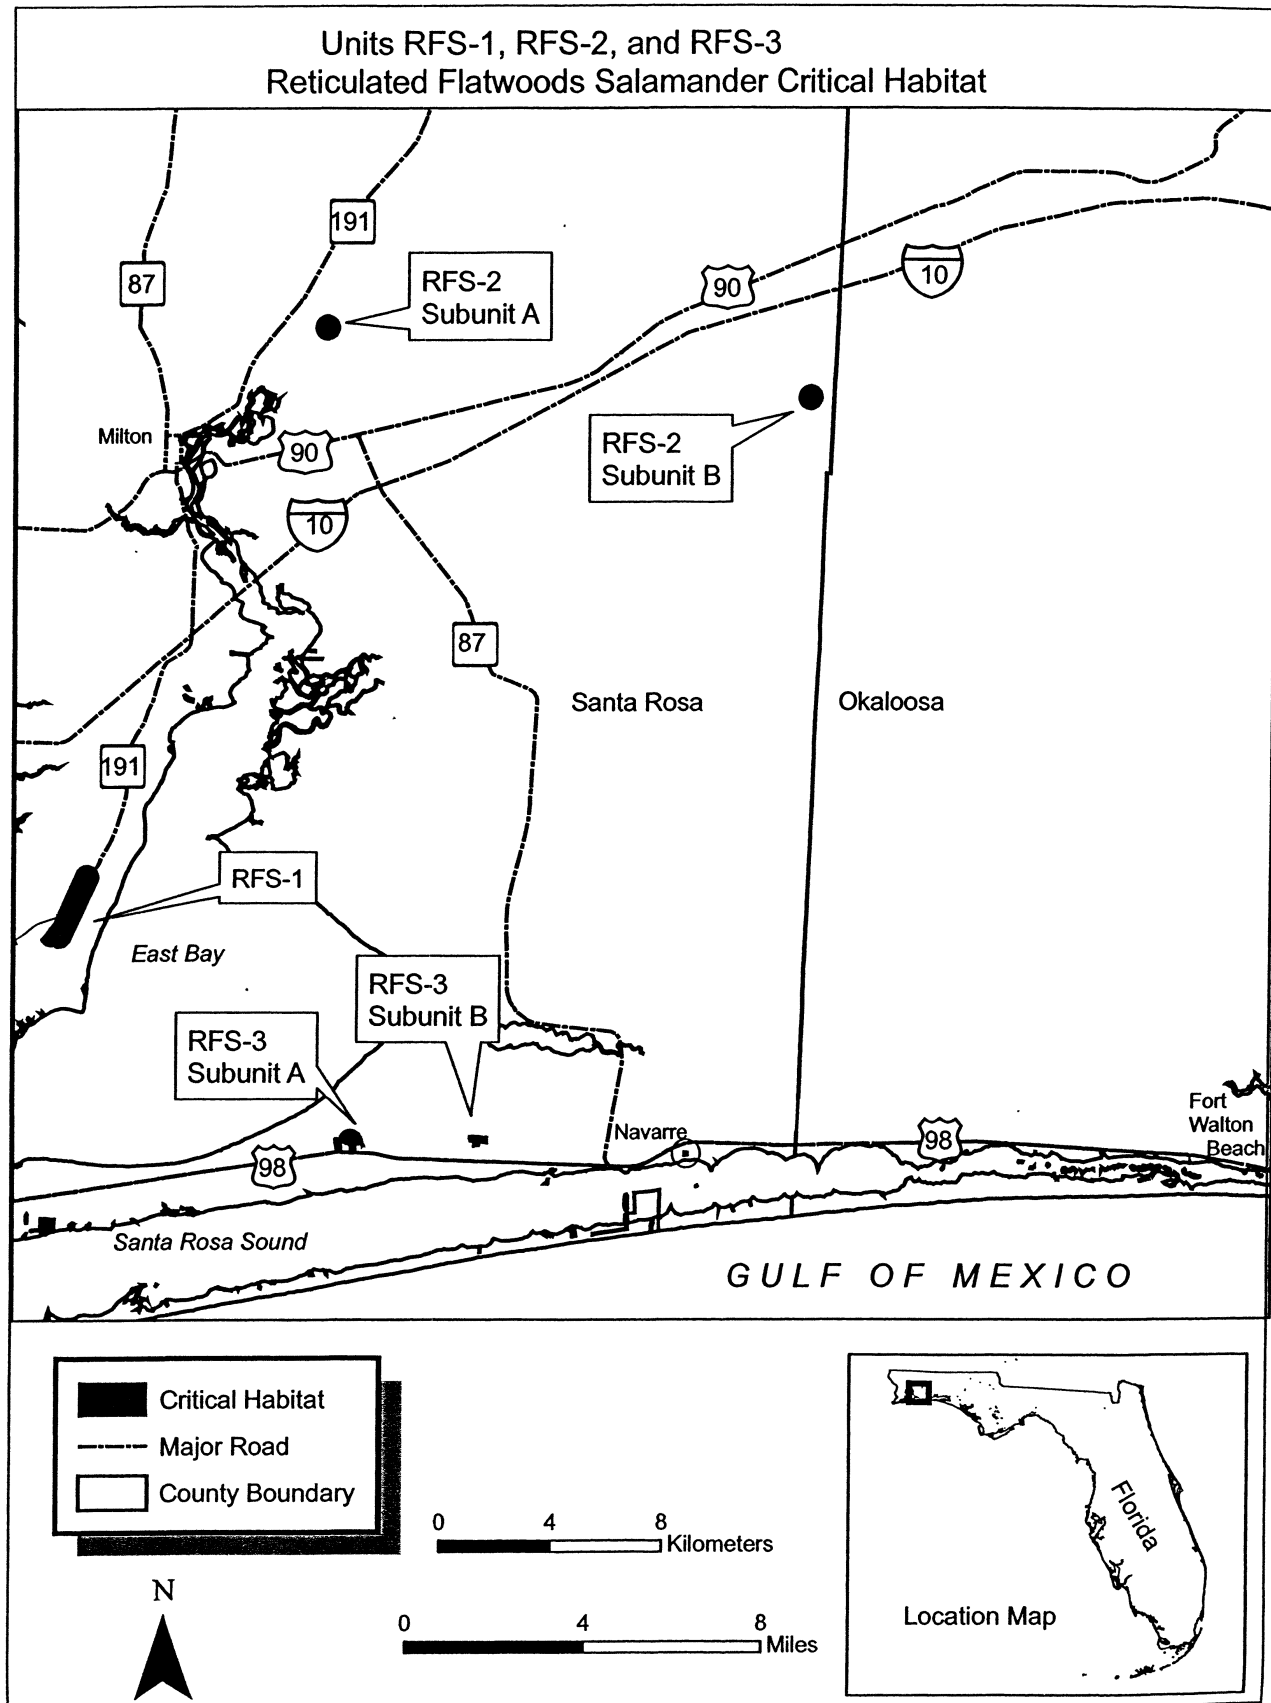 Units RFS-1, RFS-2, and RFS-3
Reticulated Flatwoods Salamander Critical Habitat
191
87
RFS-2
Subunit A
90
10
Milton
90
RFS-2
Subunit B
10
87
Santa Rosa
Okaloosa
191
RFS-1
East Bay
RFS-3
Subunit B
RFS-3
Subunit A
Navarre
98
98
Fort
Walton
Beach
Santa Rosa Sound
GULF OF MEXICO
Critical Habitat
Major Road
County Boundary
0 4 8
Kilometers
N
0 4 8
Miles
Florida
Location Map